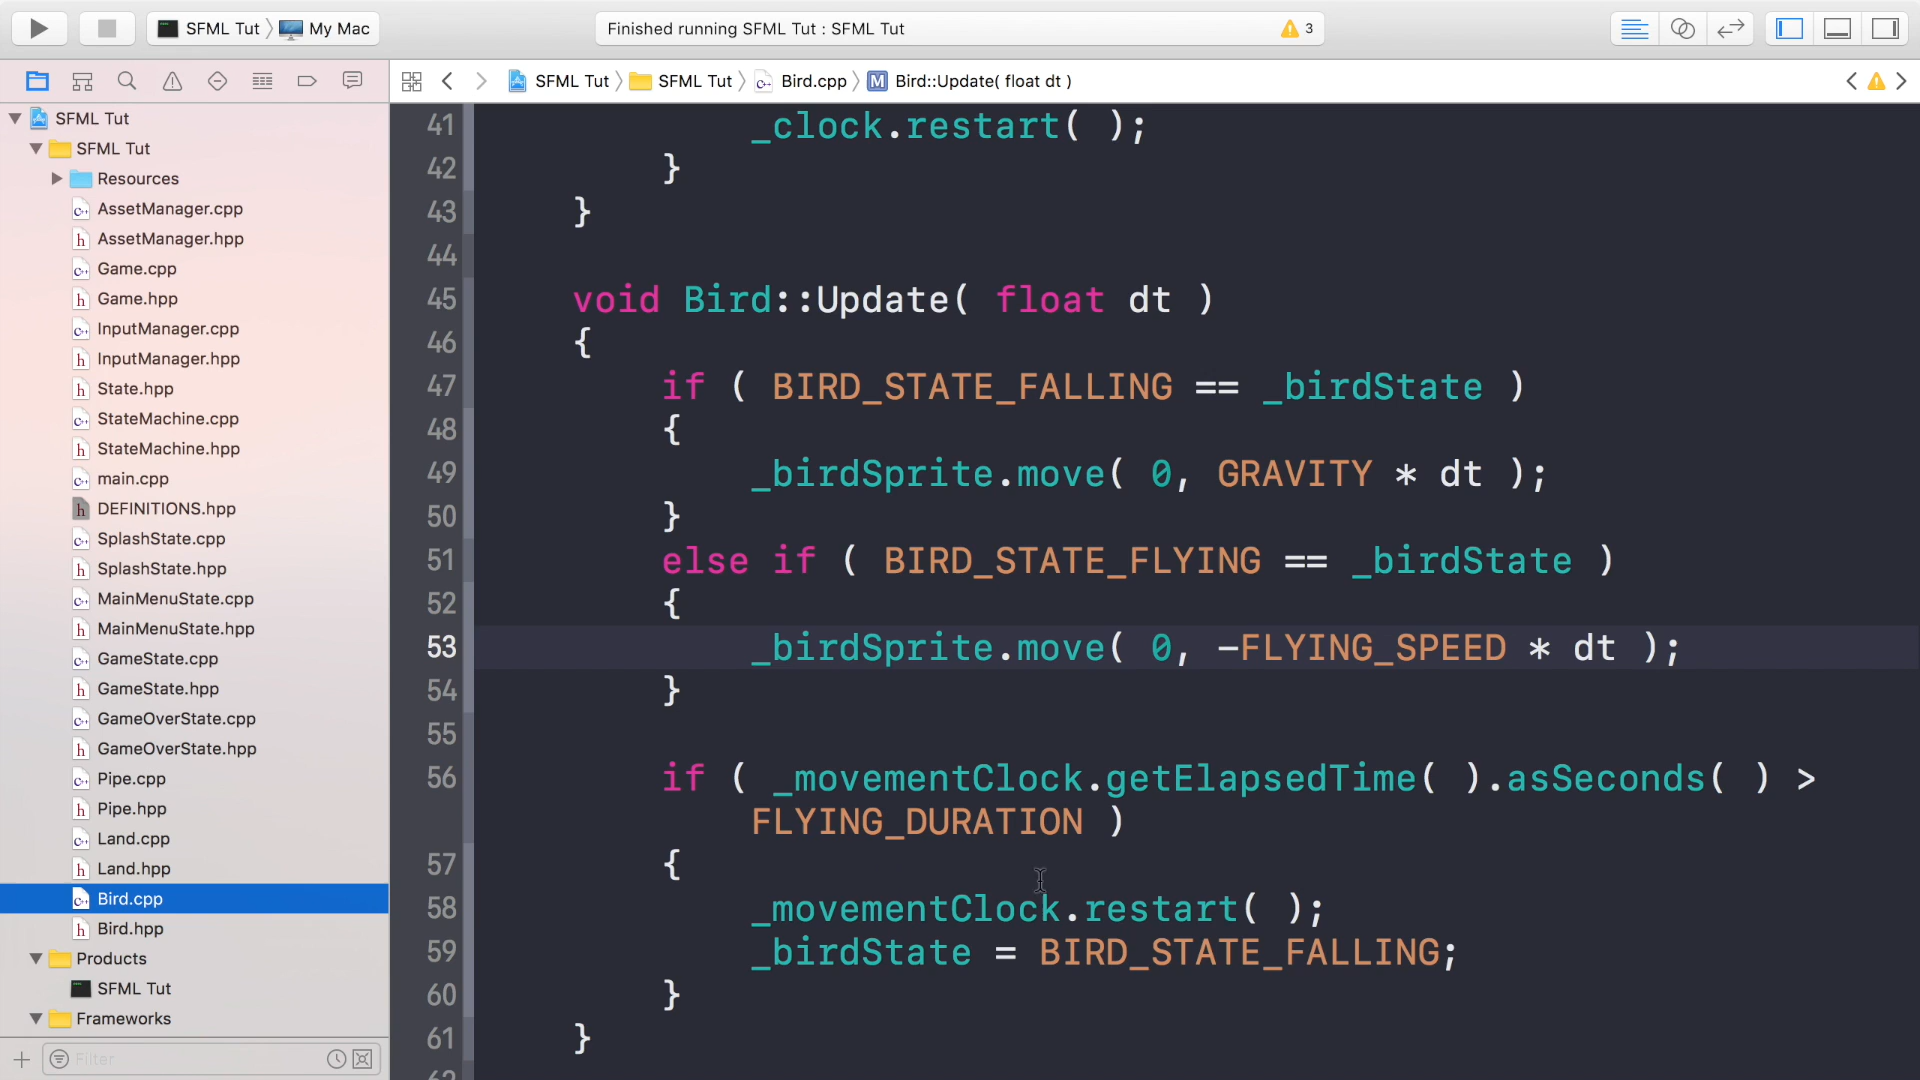 SFML Tut 〉 My Mac
Finished running SFML Tut : SFML Tut
3
SFML Tut 〉 SFML Tut 〉 Bird.cpp 〉 M Bird::Update( float dt )
SFML Tut
SFML Tut
Resources
AssetManager.cpp
AssetManager.hpp
Game.cpp
Game.hpp
InputManager.cpp
InputManager.hpp
State.hpp
StateMachine.cpp
StateMachine.hpp
main.cpp
DEFINITIONS.hpp
SplashState.cpp
SplashState.hpp
MainMenuState.cpp
MainMenuState.hpp
GameState.cpp
GameState.hpp
GameOverState.cpp
GameOverState.hpp
Pipe.cpp
Pipe.hpp
Land.cpp
Land.hpp
Bird.cpp
Bird.hpp
Products
SFML Tut
Frameworks
Filter
41 _clock.restart( );
42 }
43 }
44
45 void Bird::Update( float dt )
46 {
47 if ( BIRD_STATE_FALLING == _birdState )
48 {
49 _birdSprite.move( 0, GRAVITY * dt );
50 }
51 else if ( BIRD_STATE_FLYING == _birdState )
52 {
53 _birdSprite.move( 0, -FLYING_SPEED * dt );
54 }
55
56 if ( _movementClock.getElapsedTime( ).asSeconds( ) >
FLYING_DURATION )
57 {
58 _movementClock.restart( );
59 _birdState = BIRD_STATE_FALLING;
60 }
61 }